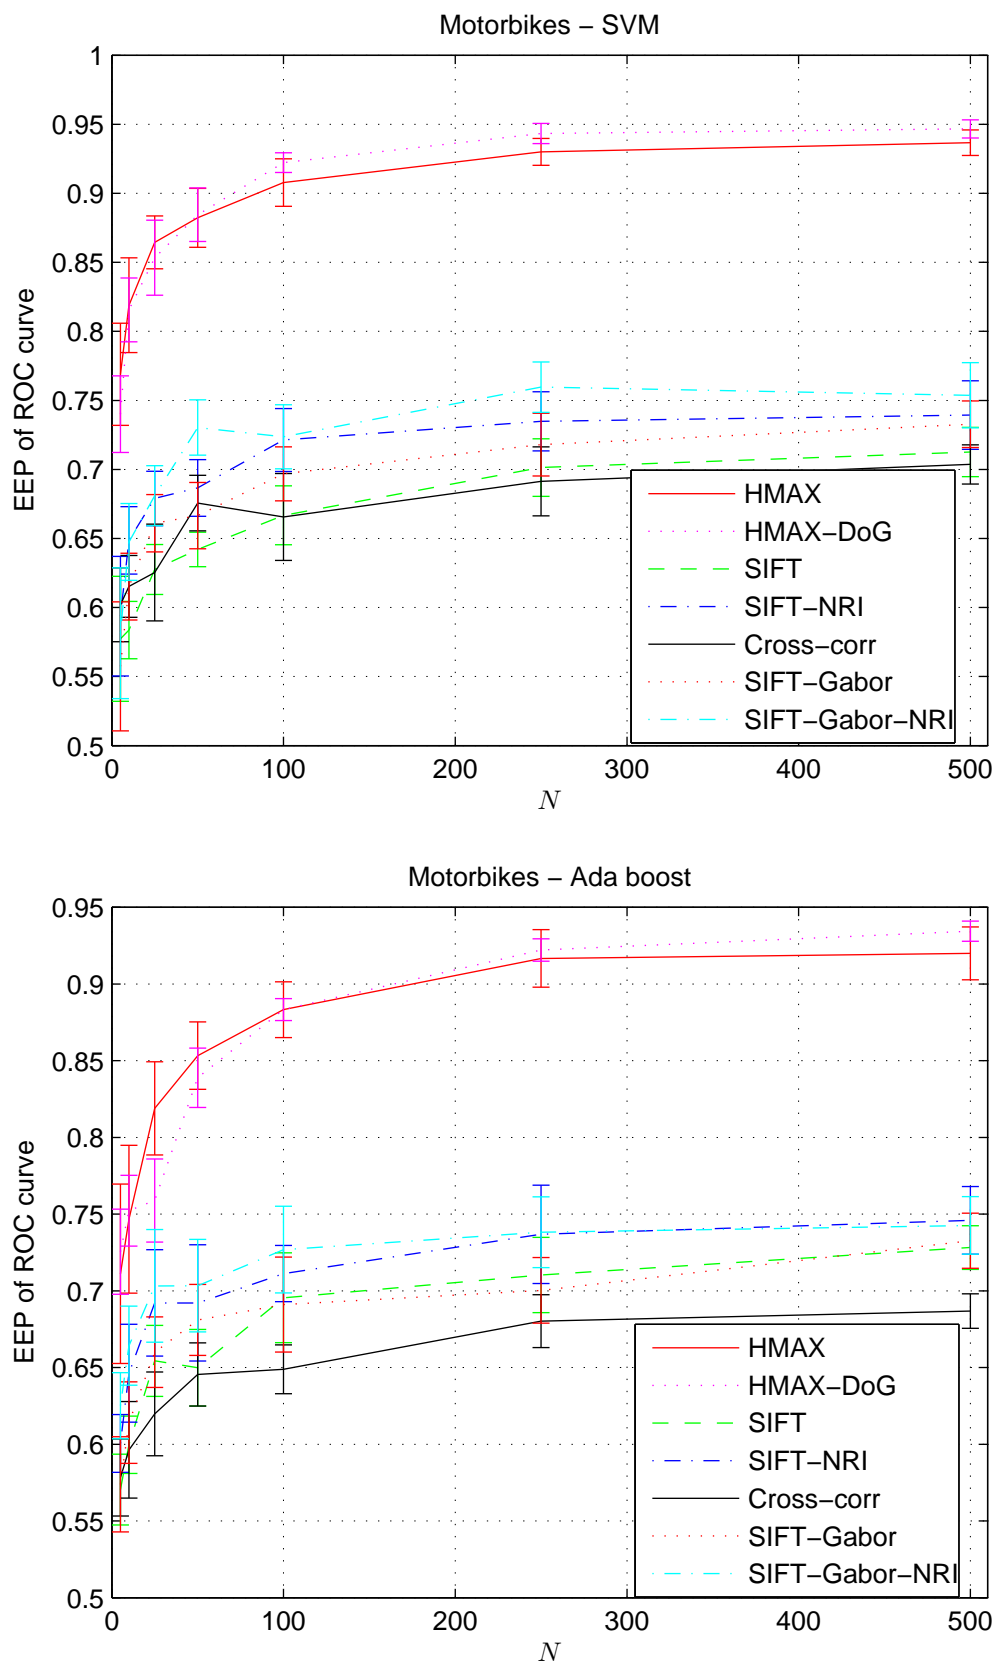 Motorbikes − SVM
EEP of ROC curve
1
0.95
0.9
0.85
0.8
0.75
0.7
0.65
0.6
0.55
0.5
0 100 200 300 400 500
N
HMAX
HMAX−DoG
SIFT
SIFT−NRI
Cross−corr
SIFT−Gabor
SIFT−Gabor−NRI
Motorbikes − Ada boost
EEP of ROC curve
0.95
0.9
0.85
0.8
0.75
0.7
0.65
0.6
0.55
0.5
0 100 200 300 400 500
N
HMAX
HMAX−DoG
SIFT
SIFT−NRI
Cross−corr
SIFT−Gabor
SIFT−Gabor−NRI